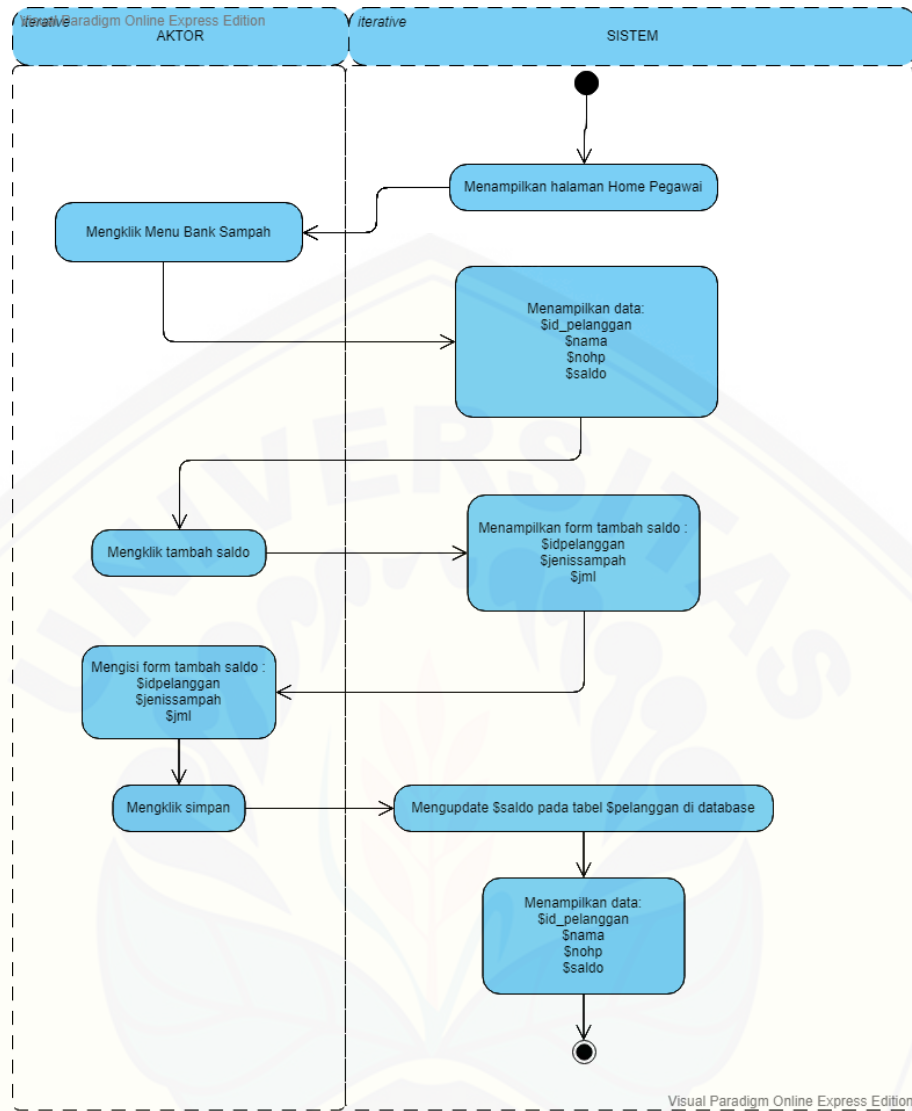 Visual Paradigm Online Express Edition
iterative
AKTOR
iterative
SISTEM
Menampilkan halaman Home Pegawai
Mengklik Menu Bank Sampah
Menampilkan data:
$id_pelanggan
$nama
$nohp
$saldo
Mengklik tambah saldo
Menampilkan form tambah saldo :
$idpelanggan
$jenissampah
$jml
Mengisi form tambah saldo :
$idpelanggan
$jenissampah
$jml
Mengklik simpan
Mengupdate $saldo pada tabel $pelanggan di database
Menampilkan data:
$id_pelanggan
$nama
$nohp
$saldo
UNIVERSITAS
Visual Paradigm Online Express Edition